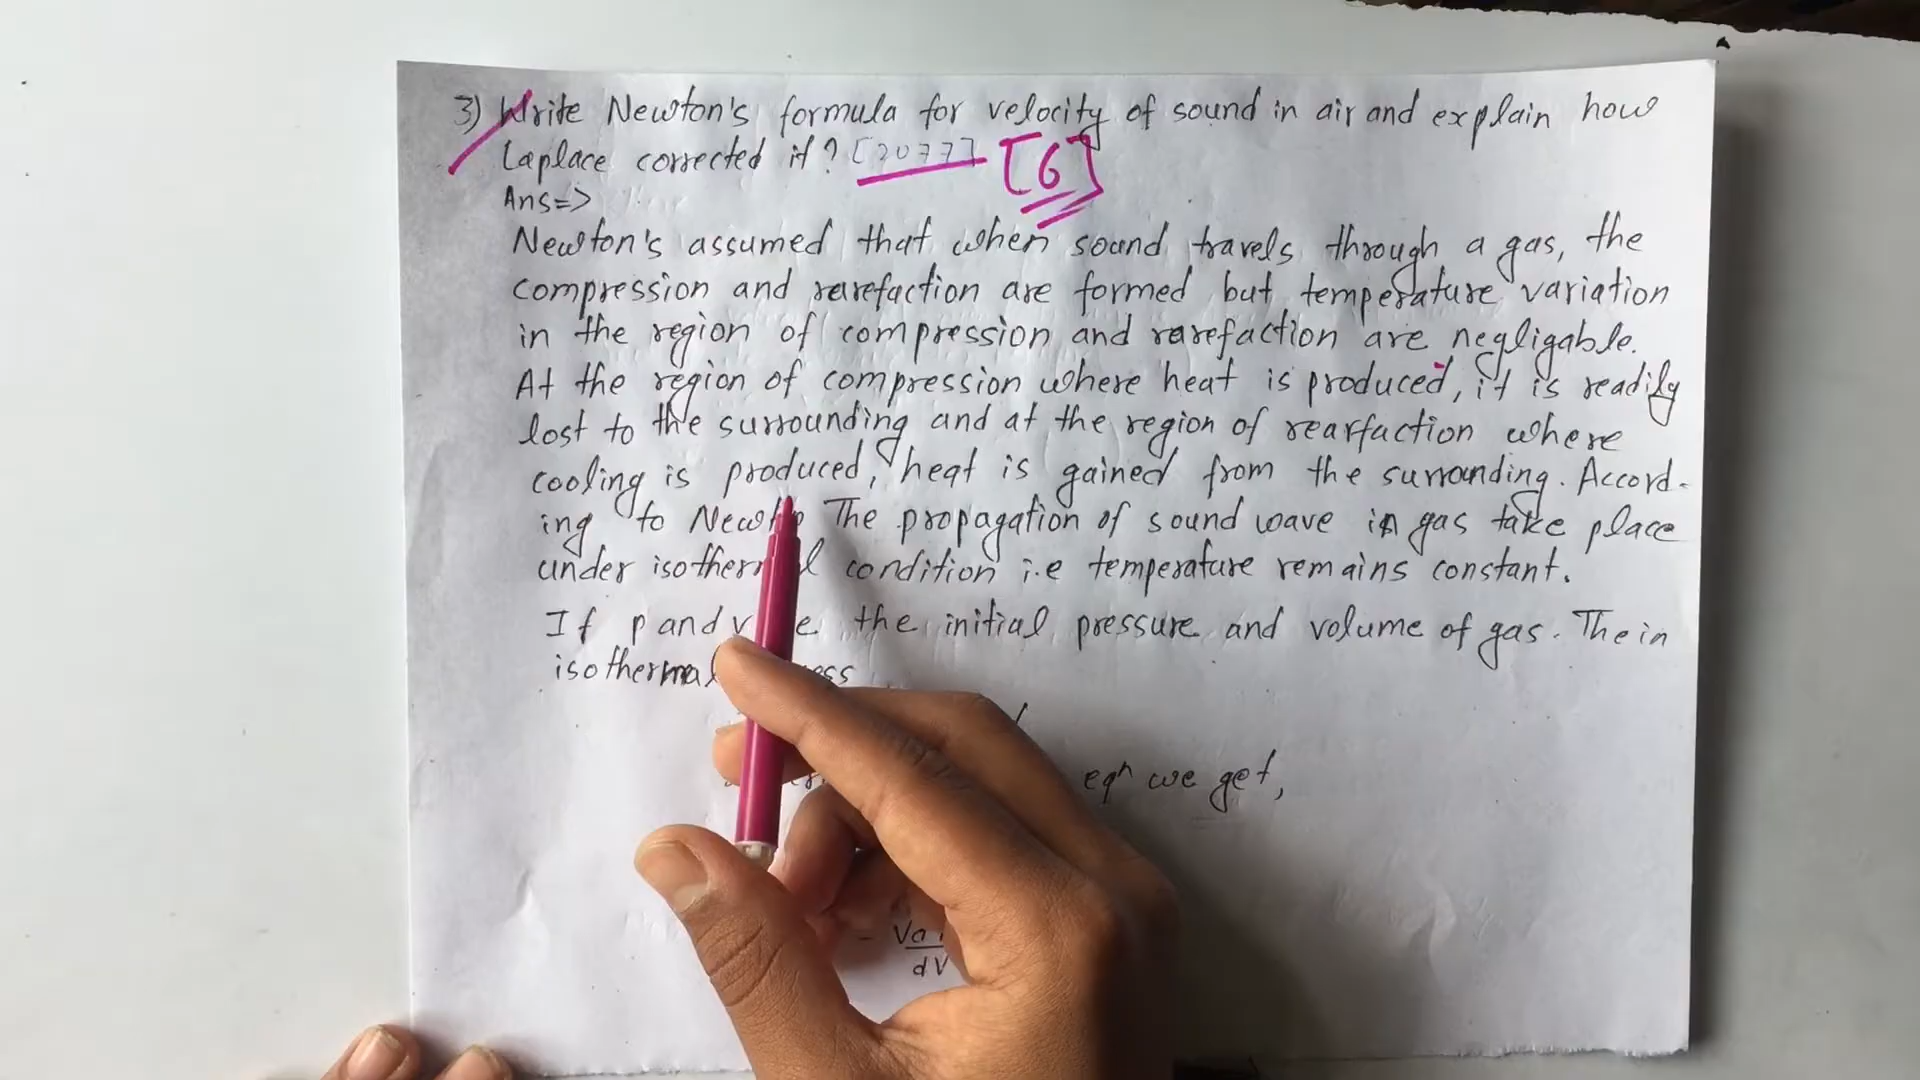 3) Write Newton's formula for velocity of sound in air and explain how
Laplace corrected it? [2077] [6]
Ans=>
Newton's assumed that when sound travels through a gas, the
compression and rarefaction are formed but temperature variation
in the region of compression and rarefaction are negligable.
At the region of compression where heat is produced, it is readily
lost to the surrounding and at the region of rearfaction where
cooling is produced, heat is gained from the surrounding. Accord-
ing to The propagation of sound wave in gas take place
under condition i.e temperature remains constant.
If p and v the initial pressure and volume of gas. The in
isothermal
eqn we get,
dV